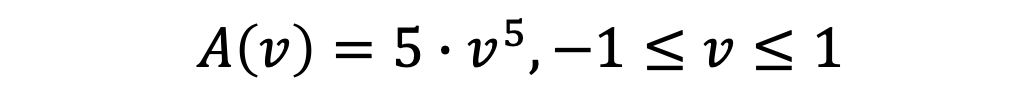 A(v) = 5 · v⁵, −1 ≤ v ≤ 1